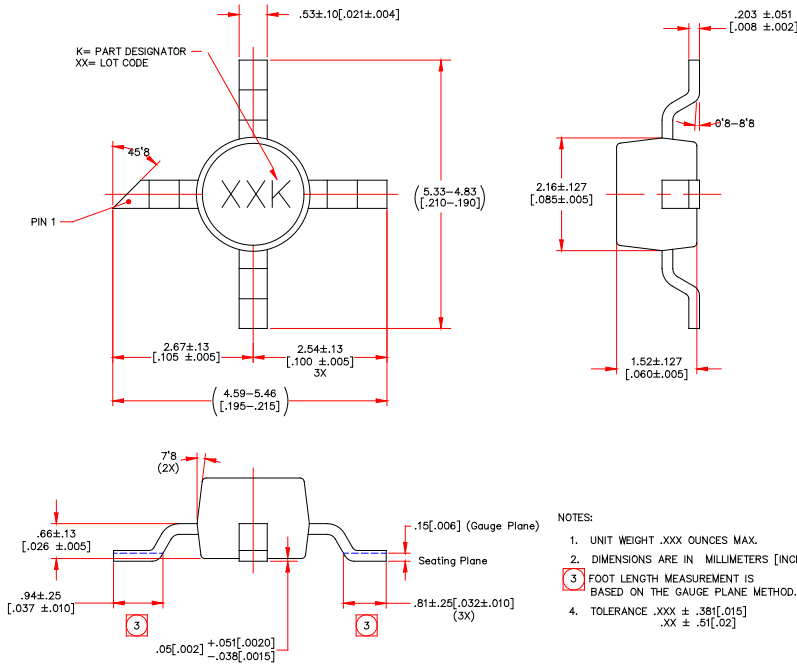 .53±.10[.021±.004]
K= PART DESIGNATOR
XX= LOT CODE
.203 ±.051
[.008 ±.002]
0°8–8°8
45°8
XXK
PIN 1
(5.33–4.83)
[.210–.190]
2.16±.127
[.085±.005]
2.67±.13
[.105 ±.005]
2.54±.13
[.100 ±.005]
3X
(4.59–5.46)
[.195–.215]
1.52±.127
[.060±.005]
7°8
(2X)
.66±.13
[.026 ±.005]
.15[.006] (Gauge Plane)
Seating Plane
.94±.25
[.037 ±.010]
.81±.25[.032±.010]
(3X)
3
3
.05[.002] +.051[.0020]
–.038[.0015]
NOTES:
1. UNIT WEIGHT .XXX OUNCES MAX.
2. DIMENSIONS ARE IN MILLIMETERS [INC
3 FOOT LENGTH MEASUREMENT IS
BASED ON THE GAUGE PLANE METHOD.
4. TOLERANCE .XXX ± .381[.015]
.XX ± .51[.02]